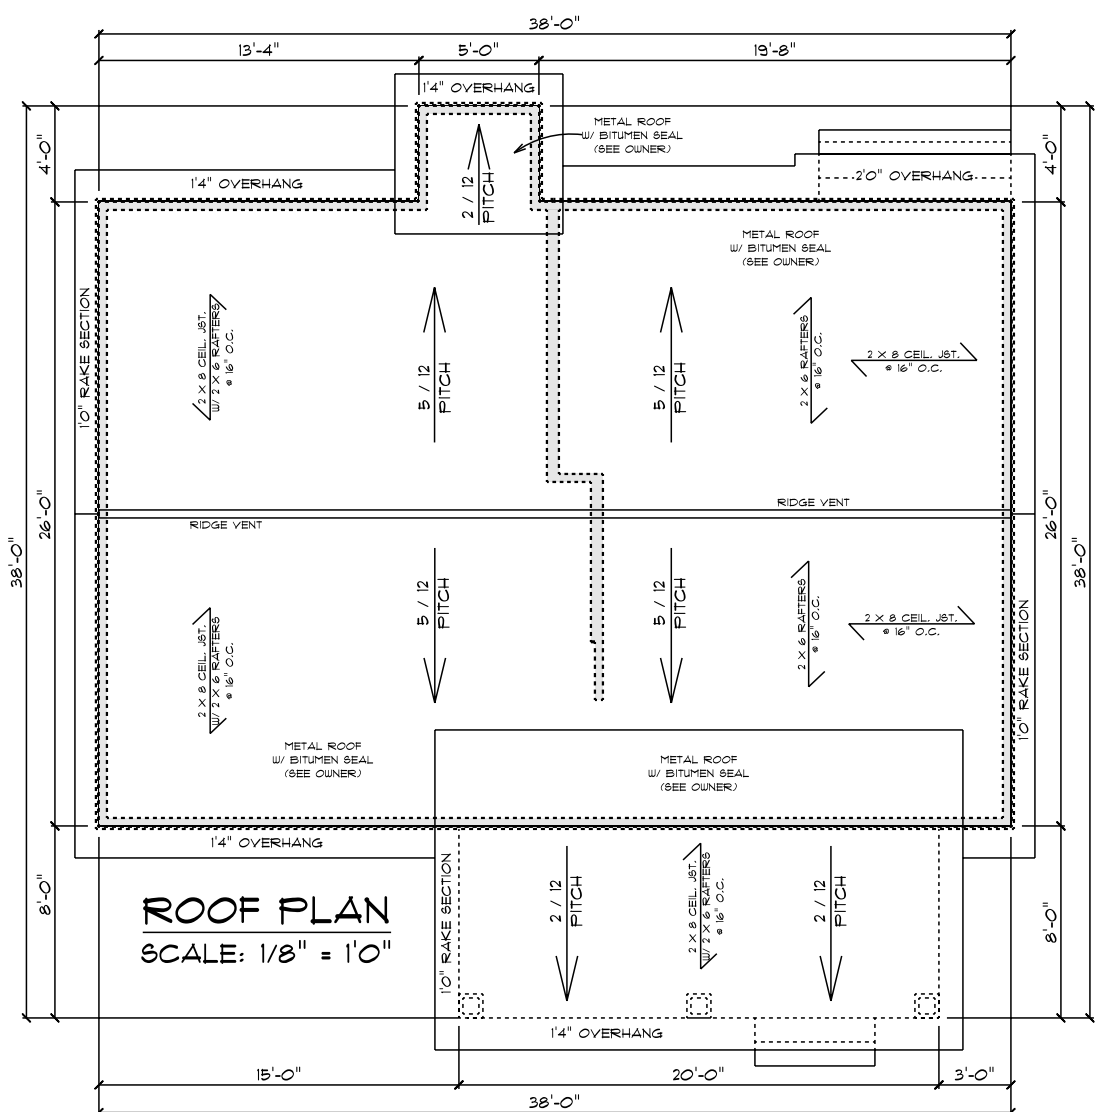 38'-0"
13'-4"
5'-0"
19'-8"
1'4" OVERHANG
METAL ROOF
W/ BITUMEN SEAL
(SEE OWNER)
4'-0"
4'-0"
2 / 12
PITCH
1'4" OVERHANG
2'0" OVERHANG
METAL ROOF
W/ BITUMEN SEAL
(SEE OWNER)
1'0" RAKE SECTION
2 X 8 CEIL. JST.
W/ 2 X 6 RAFTERS
@ 16" O.C.
5 / 12
PITCH
5 / 12
PITCH
2 X 6 RAFTERS
@ 16" O.C.
2 X 8 CEIL. JST.
@ 16" O.C.
RIDGE VENT
RIDGE VENT
26'-0"
26'-0"
38'-0"
38'-0"
2 X 8 CEIL. JST.
W/ 2 X 6 RAFTERS
@ 16" O.C.
5 / 12
PITCH
5 / 12
PITCH
2 X 6 RAFTERS
@ 16" O.C.
2 X 8 CEIL. JST.
@ 16" O.C.
1'0" RAKE SECTION
METAL ROOF
W/ BITUMEN SEAL
(SEE OWNER)
METAL ROOF
W/ BITUMEN SEAL
(SEE OWNER)
1'4" OVERHANG
8'-0"
8'-0"
ROOF PLAN
SCALE: 1/8" = 1'0"
1'0" RAKE SECTION
2 / 12
PITCH
2 X 8 CEIL. JST.
W/ 2 X 6 RAFTERS
@ 16" O.C.
2 / 12
PITCH
1'4" OVERHANG
15'-0"
20'-0"
3'-0"
38'-0"